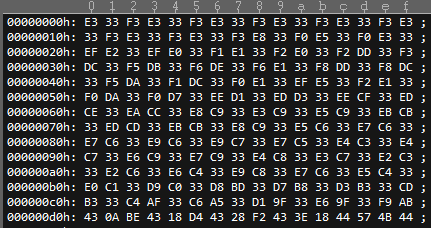 0 1 2 3 4 5 6 7 8 9 a b c d e f
00000000h: E3 33 F3 E3 33 F3 E3 33 F3 E3 33 F3 E3 33 F3 E3 ;
00000010h: 33 F3 E3 33 F3 E3 33 F3 E3 33 F3 E8 33 F0 E5 33 F0 E3 33 ;
00000020h: EF E2 33 EF E0 33 F1 E1 33 F2 E0 33 F2 DD 33 F3 ;
00000030h: DC 33 F5 DB 33 F6 DE 33 F6 E1 33 F8 DD 33 F8 DC ;
00000040h: 33 F5 DA 33 F1 DC 33 F0 E1 33 EF E5 33 F2 E1 33 ;
00000050h: F0 DA 33 F0 D7 33 EE D1 33 ED D3 33 EE CF 33 ED ;
00000060h: CE 33 EA CC 33 E8 C9 33 E3 C9 33 E5 C9 33 EB CB ;
00000070h: 33 ED CD 33 EB CB 33 E8 C9 33 E5 C6 33 E7 C6 33 ;
00000080h: E7 C6 33 E9 C6 33 E9 C7 33 E7 C5 33 E4 C3 33 E4 ;
00000090h: C7 33 E6 C9 33 E7 C9 33 E4 C8 33 E3 C7 33 E2 C3 ;
000000a0h: 33 E2 C6 33 E6 C4 33 E9 C8 33 E7 C6 33 E5 C4 33 ;
000000b0h: E0 C1 33 D9 C0 33 D8 BD 33 D7 B8 33 D3 B3 33 CD ;
000000c0h: B3 33 C4 AF 33 C6 A5 33 D1 9F 33 E6 9F 33 F9 AB ;
000000d0h: 43 0A BE 43 18 D4 43 28 F2 43 3E 18 44 57 4B 44 ;